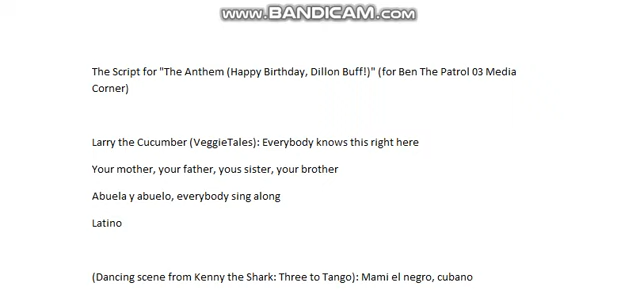 www.BANDICAM.com
The Script for "The Anthem (Happy Birthday, Dillon Buff!)" (for Ben The Patrol 03 Media
Corner)
Larry the Cucumber (VeggieTales): Everybody knows this right here
Your mother, your father, yous sister, your brother
Abuela y abuelo, everybody sing along
Latino
(Dancing scene from Kenny the Shark: Three to Tango): Mami el negro, cubano